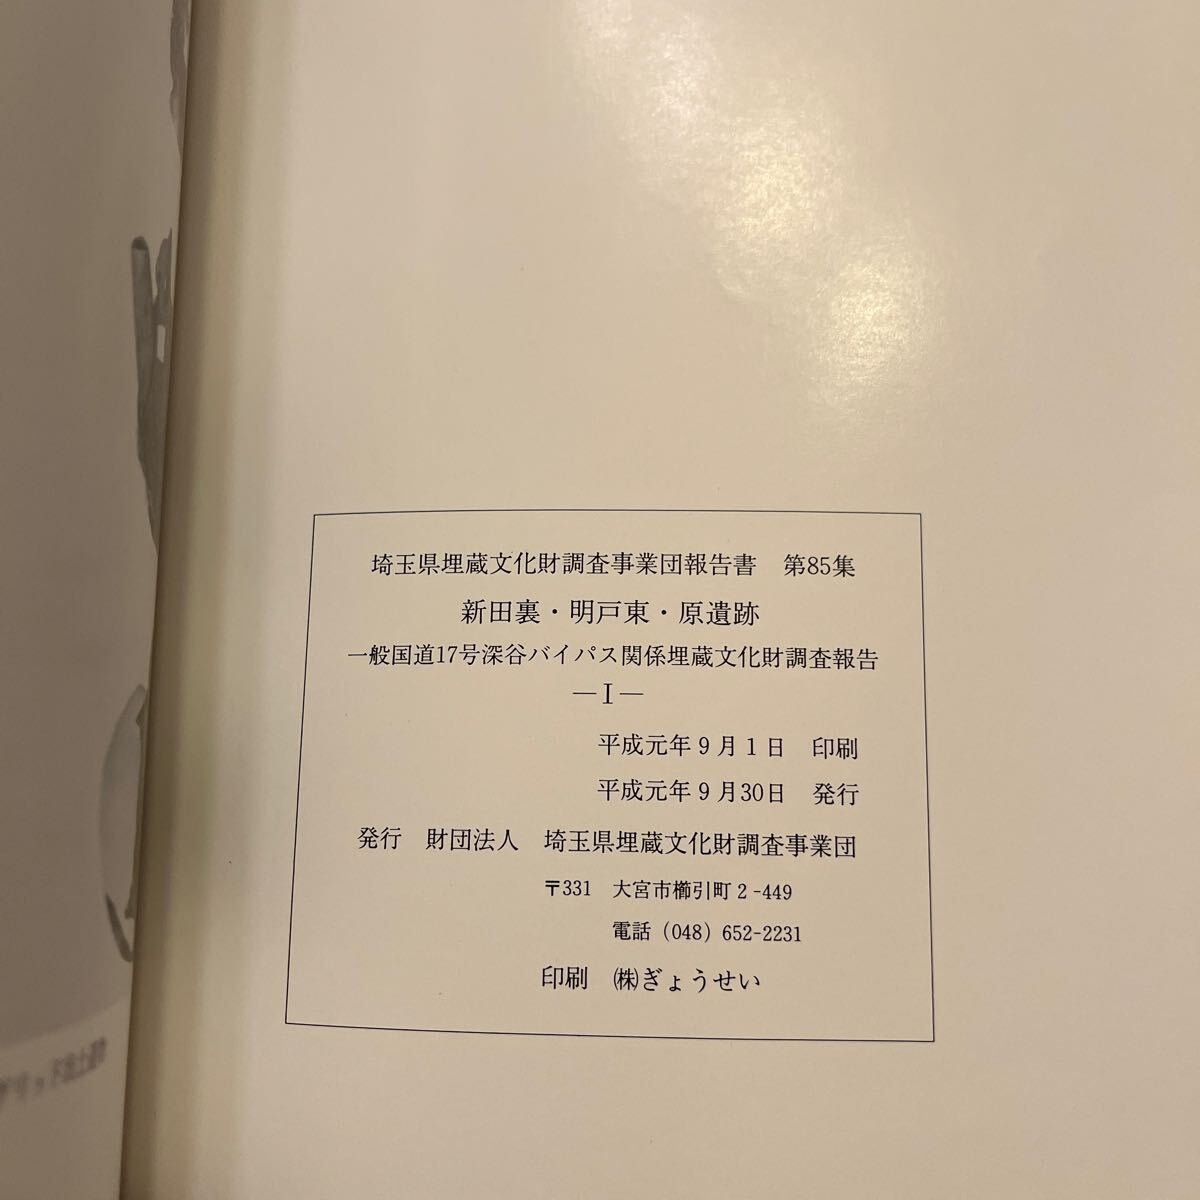 埼玉県埋蔵文化財調査事業団報告書　第85集
新田裏・明戸東・原遺跡
一般国道17号深谷バイパス関係埋蔵文化財調査報告
—I—
平成元年9月1日　印刷
平成元年9月30日　発行
発行　財団法人　埼玉県埋蔵文化財調査事業団
〒331　大宮市櫛引町2-449
電話（048）652-2231
印刷　㈱ぎょうせい